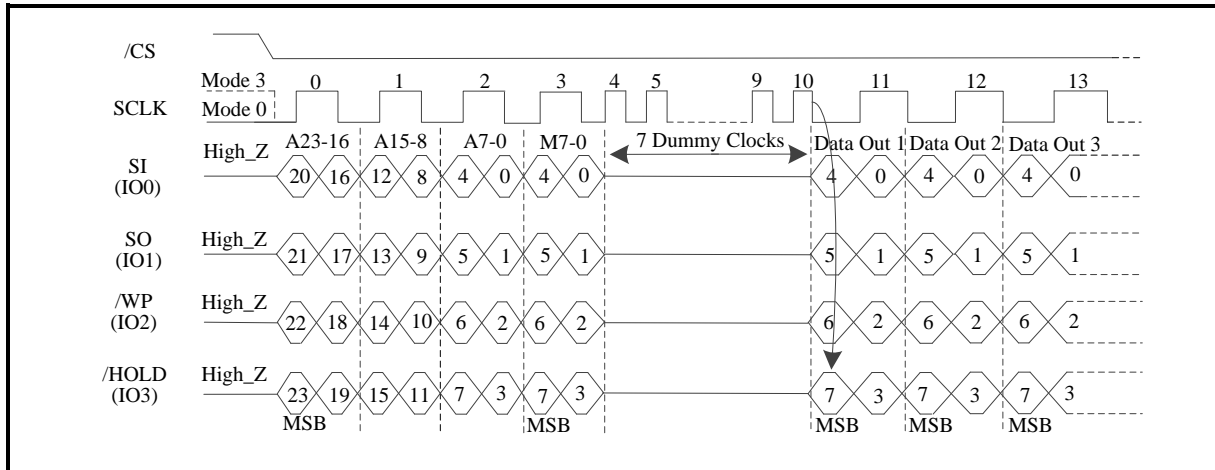 /CS
Mode 3 0 1 2 3 4 5 9 10 11 12 13
SCLK Mode 0
A23-16 A15-8 A7-0 M7-0 7 Dummy Clocks Data Out 1 Data Out 2 Data Out 3
SI (IO0) High_Z 20 16 12 8 4 0 4 0 4 0 4 0 4 0
SO (IO1) High_Z 21 17 13 9 5 1 5 1 5 1 5 1 5 1
/WP (IO2) High_Z 22 18 14 10 6 2 6 2 6 2 6 2 6 2
/HOLD (IO3) High_Z 23 19 15 11 7 3 7 3 7 3 7 3 7 3
MSB MSB MSB MSB MSB